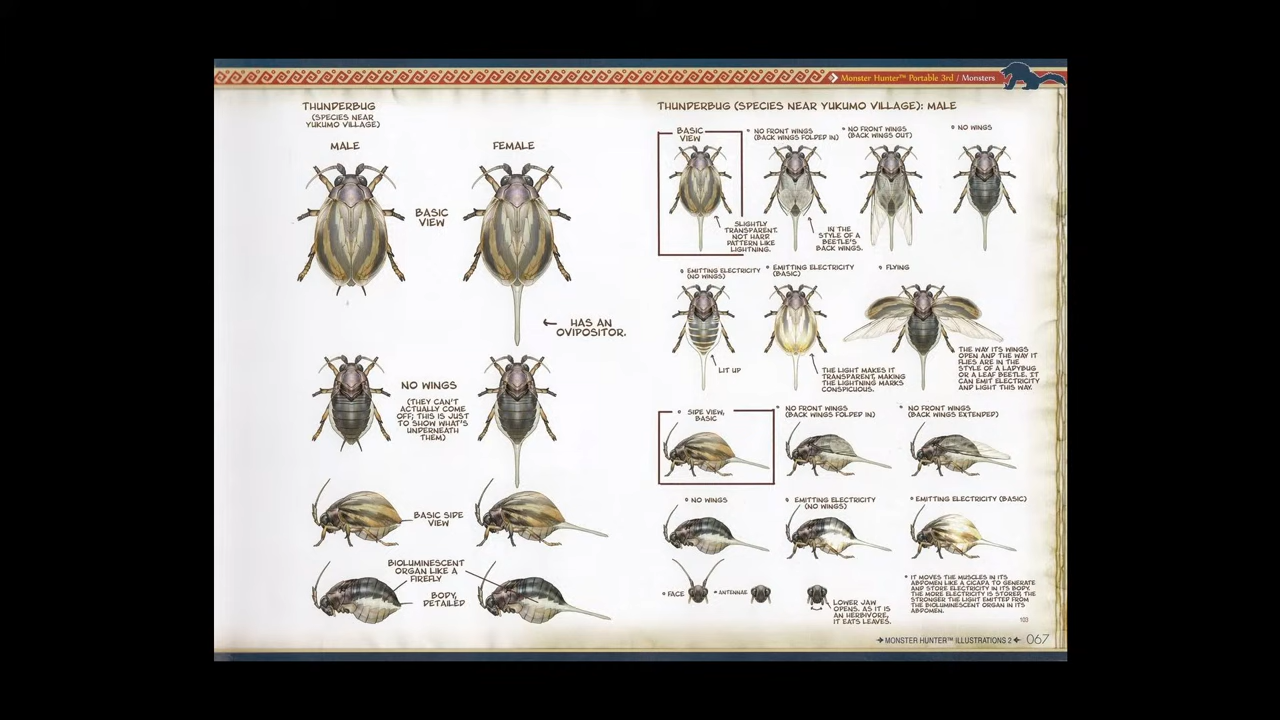 Monster Hunter™ Portable 3rd / Monsters
THUNDERBUG
(SPECIES NEAR
YUKUMO VILLAGE)
MALE
FEMALE
BASIC
VIEW
← HAS AN
OVIPOSITOR.
NO WINGS
(THEY CAN'T
ACTUALLY COME
OFF; THIS IS JUST
TO SHOW WHAT'S
UNDERNEATH
THEM)
BASIC SIDE
VIEW
BIOLUMINESCENT
ORGAN LIKE A
FIREFLY
BODY,
DETAILED
THUNDERBUG (SPECIES NEAR YUKUMO VILLAGE): MALE
BASIC
VIEW
NO FRONT WINGS
(BACK WINGS FOLDED IN)
NO FRONT WINGS
(BACK WINGS OUT)
NO WINGS
SLIGHTLY
TRANSPARENT.
NOT HARD.
PATTERN LIKE
LIGHTNING.
IN THE
STYLE OF A
BEETLE'S
BACK WINGS.
EMITTING ELECTRICITY
(NO WINGS)
EMITTING ELECTRICITY
(BASIC)
FLYING
LIT UP
THE LIGHT MAKES IT
TRANSPARENT, MAKING
THE LIGHTNING MARKS
CONSPICUOUS.
THE WAY ITS WINGS
OPEN AND THE WAY IT
FLIES ARE IN THE
STYLE OF A LADYBUG
OR A LEAF BEETLE. IT
CAN EMIT ELECTRICITY
AND LIGHT THIS WAY.
SIDE VIEW,
BASIC
NO FRONT WINGS
(BACK WINGS FOLDED IN)
NO FRONT WINGS
(BACK WINGS EXTENDED)
NO WINGS
EMITTING ELECTRICITY
(NO WINGS)
EMITTING ELECTRICITY (BASIC)
FACE
ANTENNAE
LOWER JAW
OPENS. AS IT IS
AN HERBIVORE,
IT EATS LEAVES.
IT MOVES THE MUSCLES IN ITS
ABDOMEN LIKE A CICADA TO GENERATE
AND STORE ELECTRICITY IN ITS BODY.
THE MORE ELECTRICITY IS STORED, THE
STRONGER THE LIGHT EMITTED FROM
THE BIOLUMINESCENT ORGAN IN ITS
ABDOMEN.
103
MONSTER HUNTER™ ILLUSTRATIONS 2 067